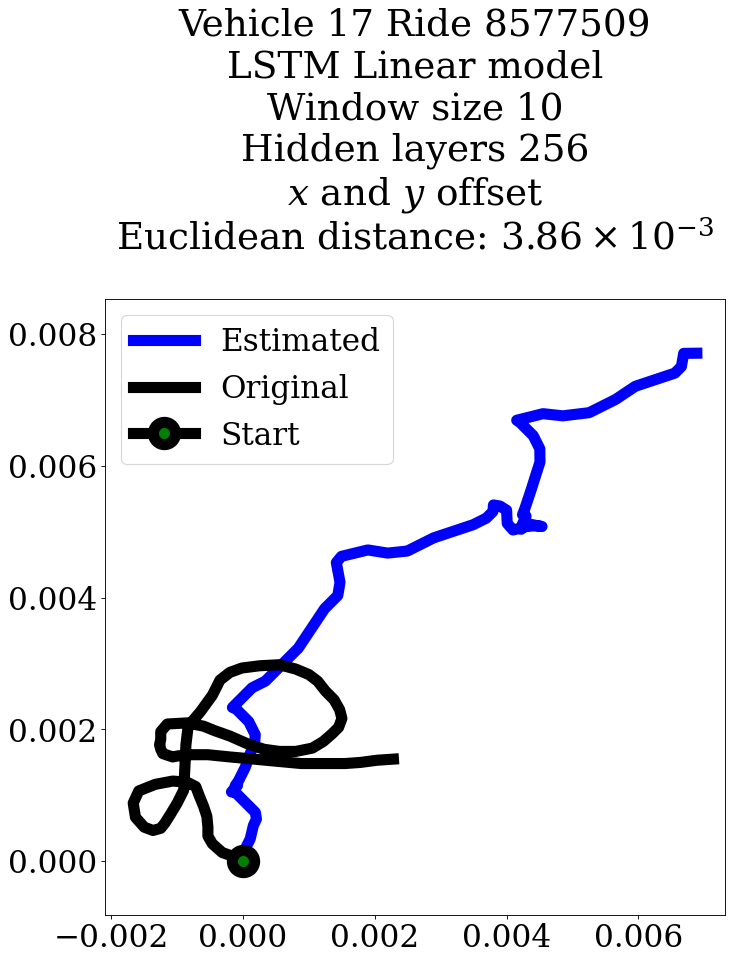 Vehicle 17 Ride 8577509
LSTM Linear model
Window size 10
Hidden layers 256
x and y offset
Euclidean distance: 3.86 × 10⁻³
Estimated
Original
Start
0.008
0.006
0.004
0.002
0.000
−0.002 0.000 0.002 0.004 0.006